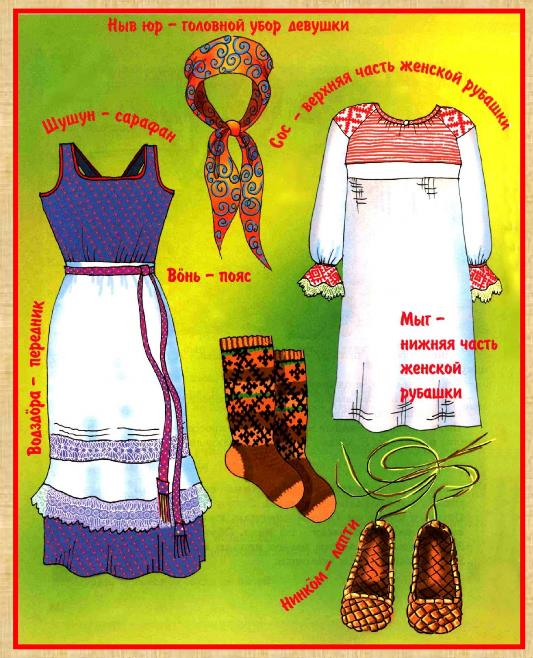 Ныв юр – головной убор девушки
Шушун – сарафан
Сос – верхняя часть женской рубашки
Вӧнь – пояс
Водздӧра – передник
Мыг –
нижняя часть
женской
рубашки
Нинкӧм – лапти